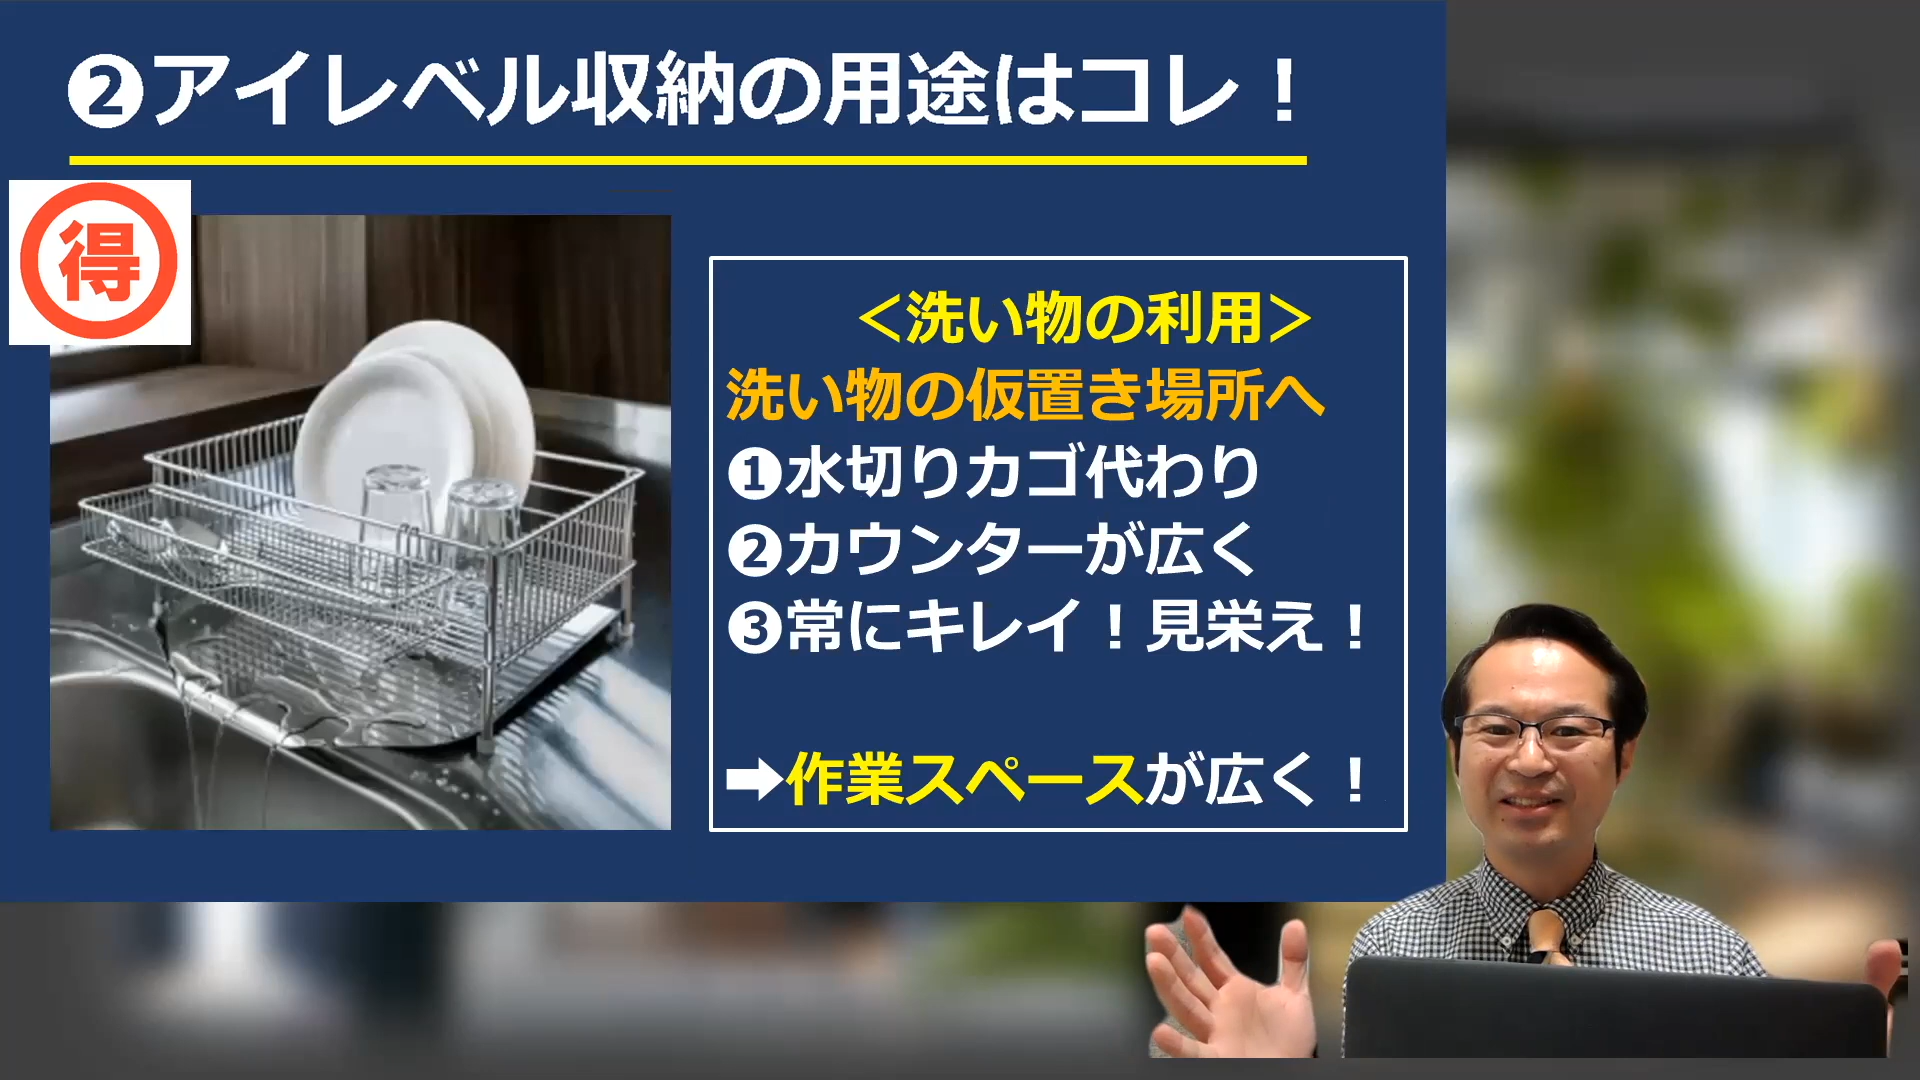 ❷アイレベル収納の用途はコレ！
得
＜洗い物の利用＞
洗い物の仮置き場所へ
❶水切りカゴ代わり
❷カウンターが広く
❸常にキレイ！見栄え！
➡作業スペースが広く！